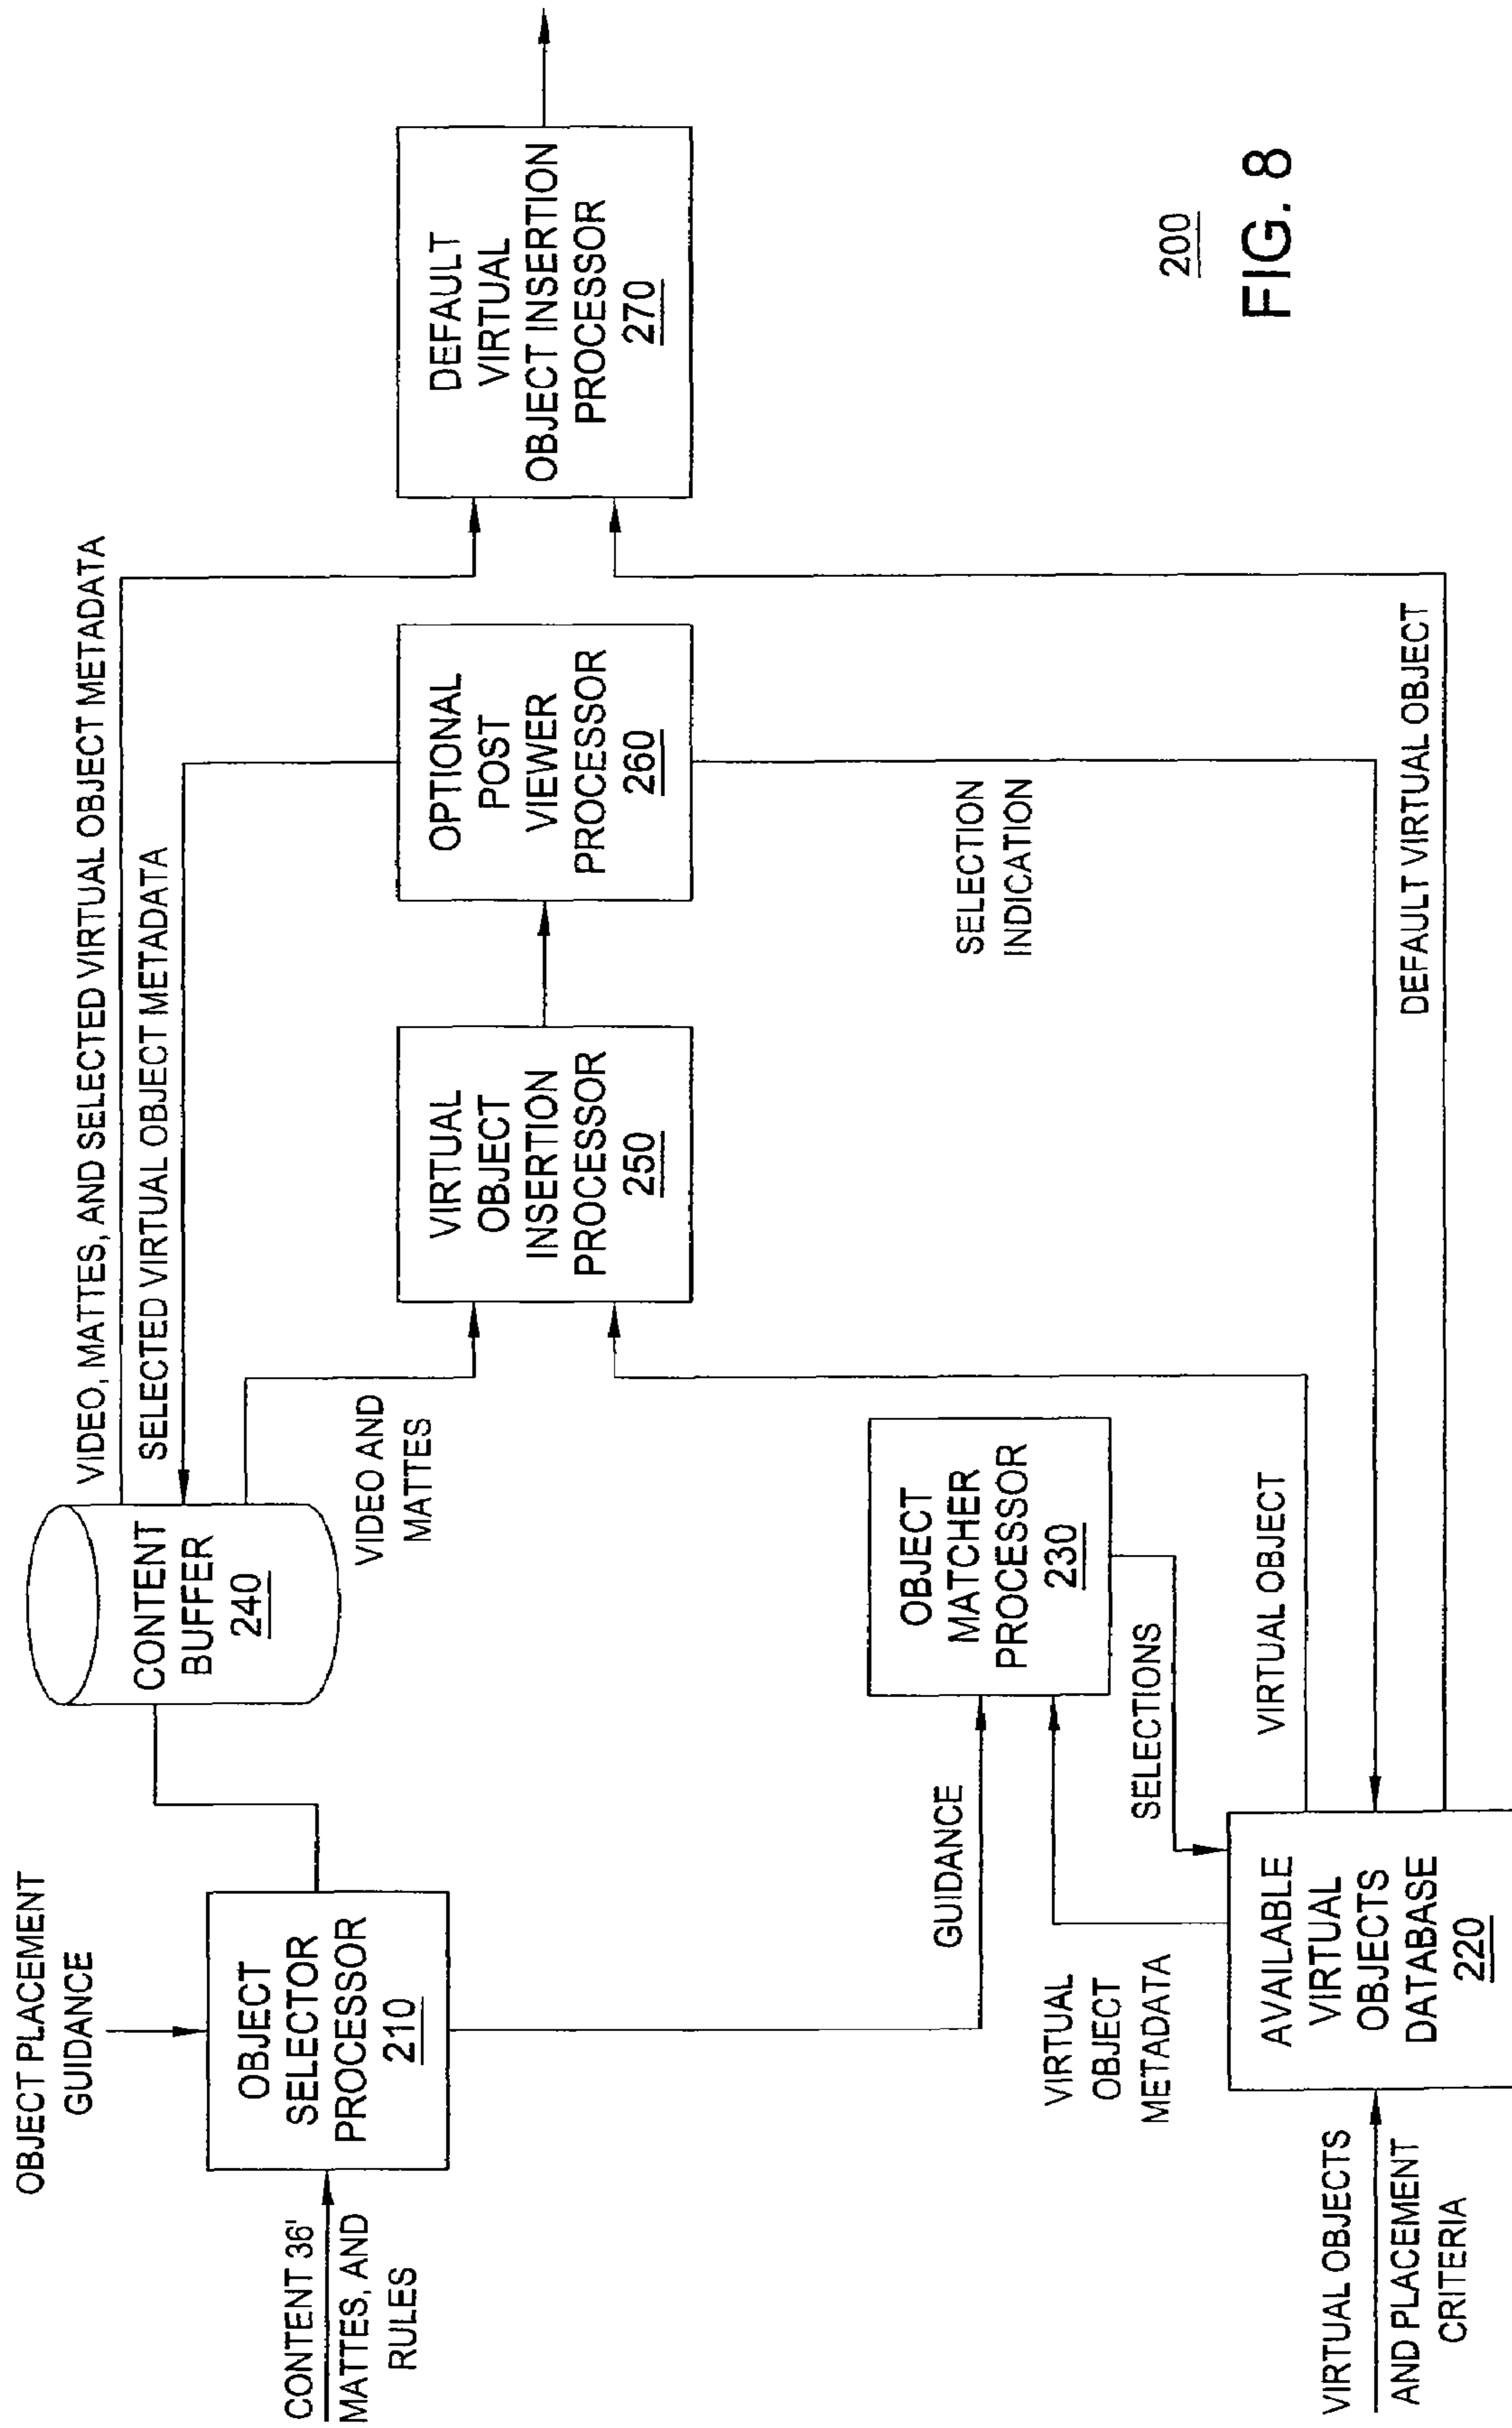 OBJECT PLACEMENT
GUIDANCE
CONTENT 36'
MATTES, AND
RULES
OBJECT
SELECTOR
PROCESSOR
210
CONTENT
BUFFER
240
VIDEO, MATTES, AND SELECTED VIRTUAL OBJECT METADATA
SELECTED VIRTUAL OBJECT METADATA
VIDEO AND
MATTES
VIRTUAL
OBJECT
INSERTION
PROCESSOR
250
OPTIONAL
POST
VIEWER
PROCESSOR
260
DEFAULT
VIRTUAL
OBJECT INSERTION
PROCESSOR
270
GUIDANCE
OBJECT
MATCHER
PROCESSOR
230
VIRTUAL
OBJECT
METADATA
SELECTIONS
VIRTUAL OBJECT
SELECTION
INDICATION
DEFAULT VIRTUAL OBJECT
VIRTUAL OBJECTS
AND PLACEMENT
CRITERIA
AVAILABLE
VIRTUAL
OBJECTS
DATABASE
220
200
FIG. 8